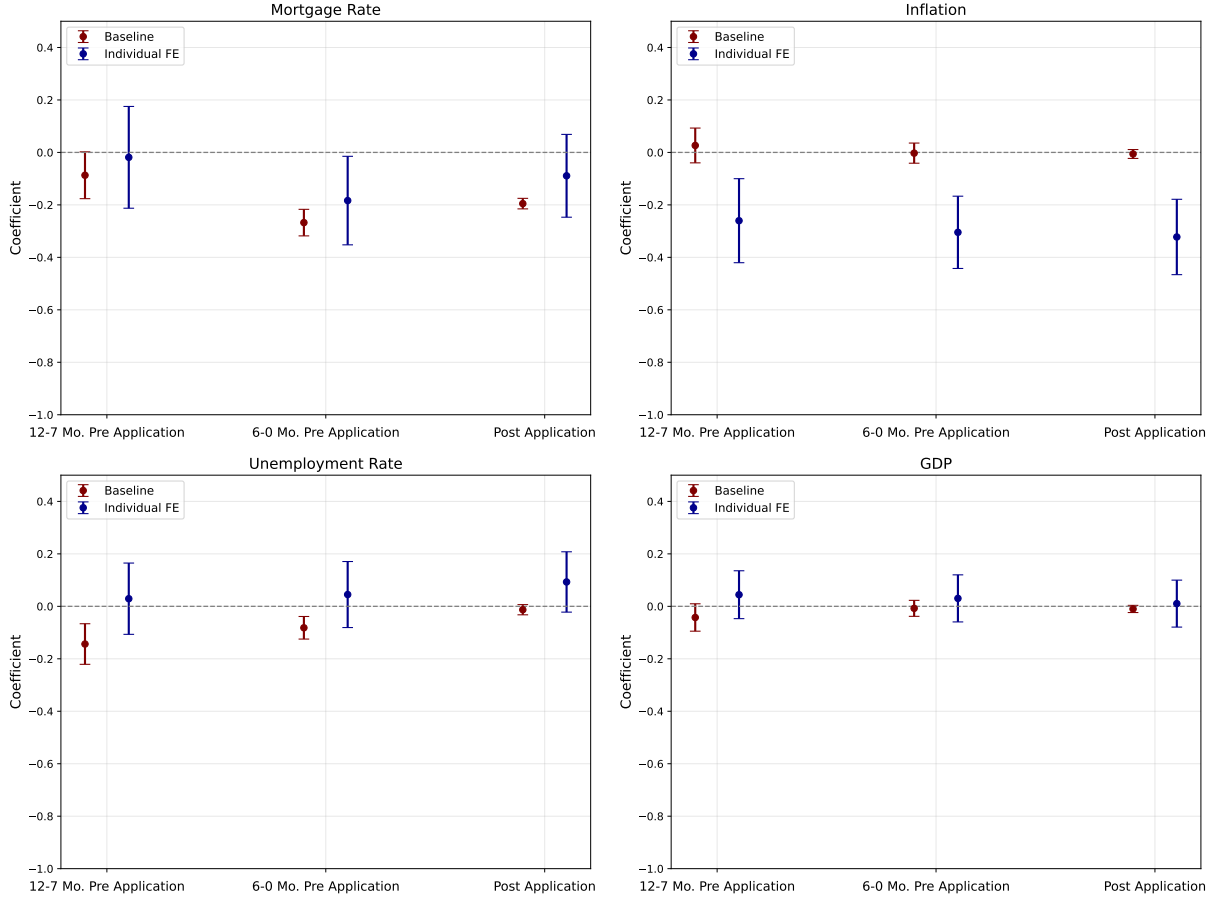 Mortgage Rate
Baseline
Individual FE
Coefficient
0.4
0.2
0.0
−0.2
−0.4
−0.6
−0.8
−1.0
12-7 Mo. Pre Application
6-0 Mo. Pre Application
Post Application
Inflation
Baseline
Individual FE
Coefficient
0.4
0.2
0.0
−0.2
−0.4
−0.6
−0.8
−1.0
12-7 Mo. Pre Application
6-0 Mo. Pre Application
Post Application
Unemployment Rate
Baseline
Individual FE
Coefficient
0.4
0.2
0.0
−0.2
−0.4
−0.6
−0.8
−1.0
12-7 Mo. Pre Application
6-0 Mo. Pre Application
Post Application
GDP
Baseline
Individual FE
Coefficient
0.4
0.2
0.0
−0.2
−0.4
−0.6
−0.8
−1.0
12-7 Mo. Pre Application
6-0 Mo. Pre Application
Post Application